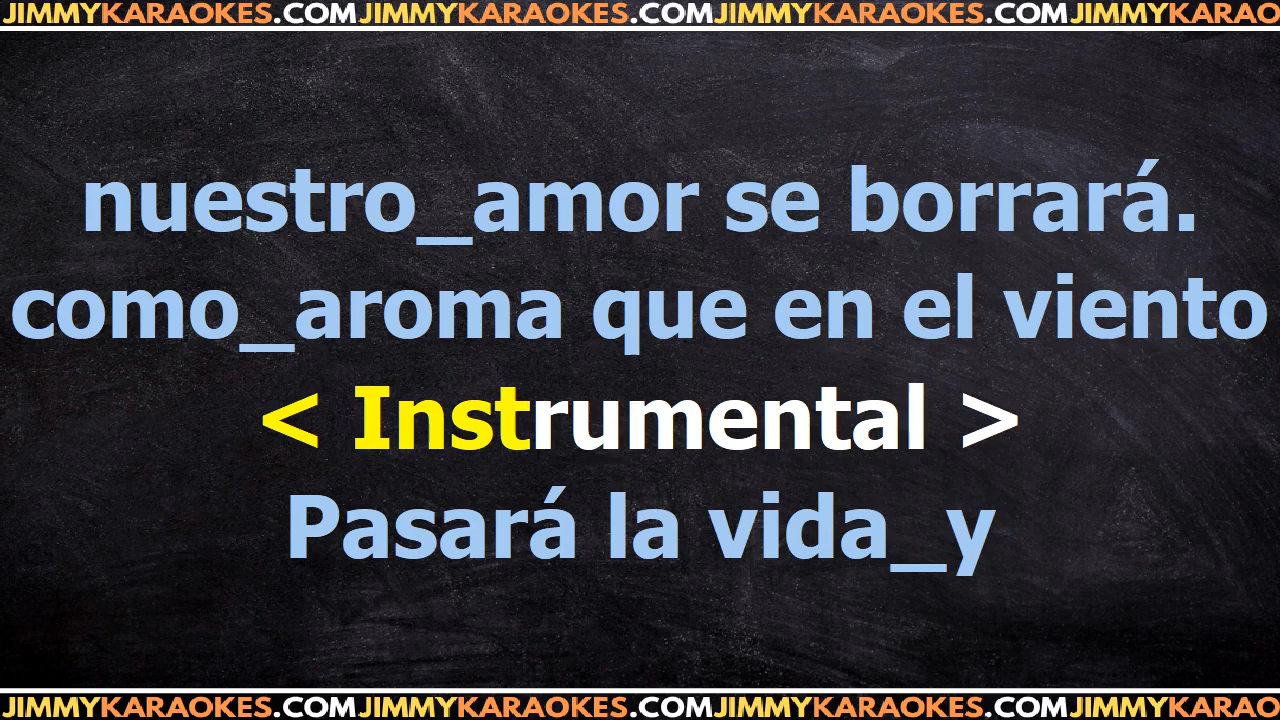 JIMMYKARAOKES.COMJIMMYKARAOKES.COMJIMMYKARAOKES.COMJIMMYKARAO
nuestro_amor se borrará.
como_aroma que en el viento
< Instrumental >
Pasará la vida_y
JIMMYKARAOKES.COMJIMMYKARAOKES.COMJIMMYKARAOKES.COMJIMMYKARAO